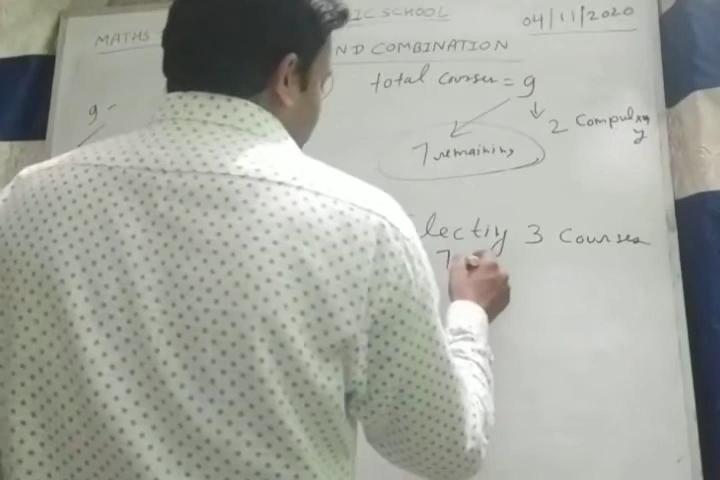 IC SCHOOL
04/11/2020
MATHS
ND COMBINATION
total courses = 9
9 -
2 Compulsory
7 remaining
lectiy 3 courses
7